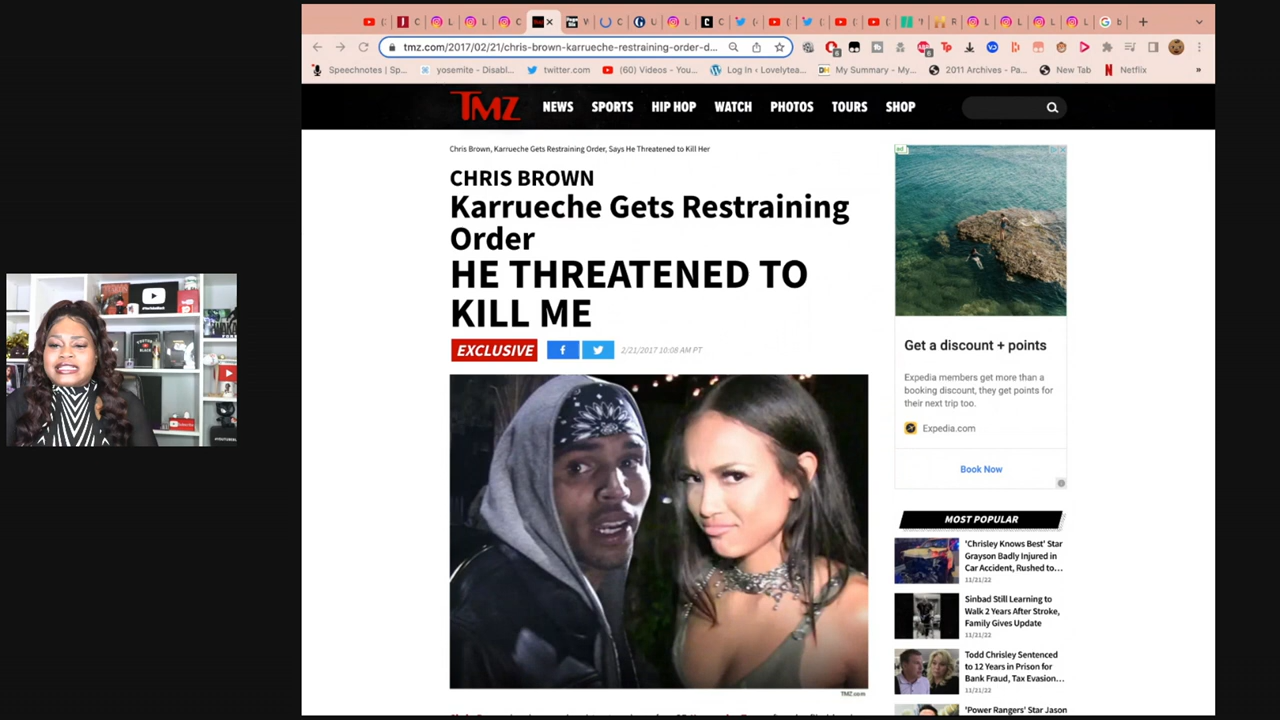 tmz.com/2017/02/21/chris-brown-karrueche-restraining-order-d...
Speechnotes | Sp...
yosemite - Disabl...
twitter.com
(60) Videos - You...
Log In ‹ Lovelytea...
My Summary - My...
2011 Archives - Pa...
New Tab
Netflix
»
TMZ
NEWS
SPORTS
HIP HOP
WATCH
PHOTOS
TOURS
SHOP
Chris Brown, Karrueche Gets Restraining Order, Says He Threatened to Kill Her
CHRIS BROWN
Karrueche Gets Restraining
Order
HE THREATENED TO
KILL ME
EXCLUSIVE
2/21/2017 10:08 AM PT
TMZ.com
ad
Get a discount + points
Expedia members get more than a
booking discount, they get points for
their next trip too.
Expedia.com
Book Now
MOST POPULAR
'Chrisley Knows Best' Star
Grayson Badly Injured in
Car Accident, Rushed to...
11/21/22
Sinbad Still Learning to
Walk 2 Years After Stroke,
Family Gives Update
11/21/22
Todd Chrisley Sentenced
to 12 Years in Prison for
Bank Fraud, Tax Evasion...
11/21/22
'Power Rangers' Star Jason